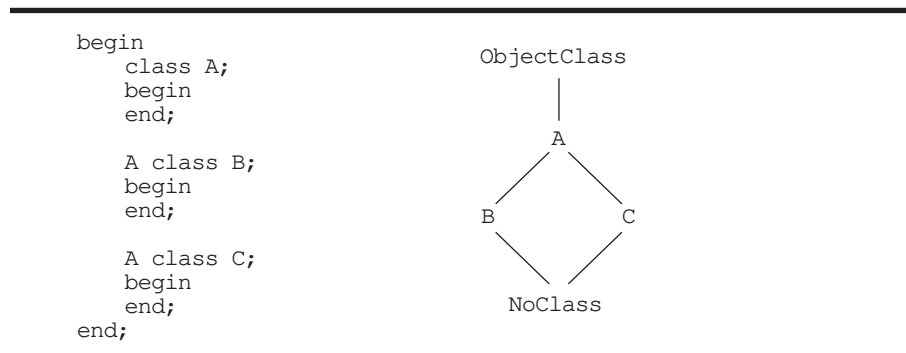 begin
class A;
begin
end;
A class B;
begin
end;
A class C;
begin
end;
end;
ObjectClass
A
B C
NoClass